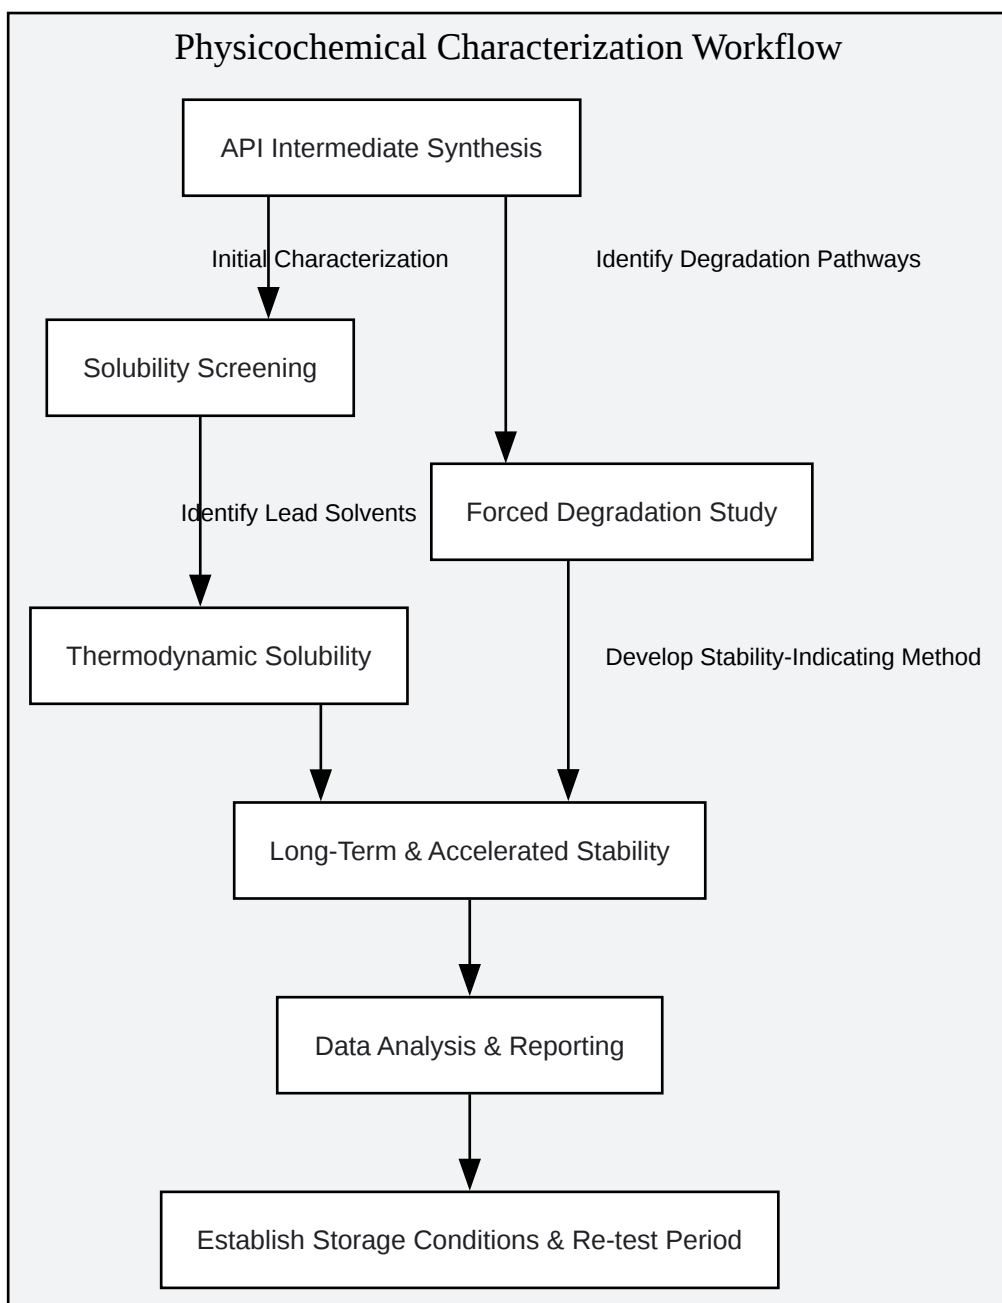 Physicochemical Characterization Workflow
API Intermediate Synthesis
Initial Characterization
Identify Degradation Pathways
Solubility Screening
Identify Lead Solvents
Forced Degradation Study
Thermodynamic Solubility
Develop Stability-Indicating Method
Long-Term & Accelerated Stability
Data Analysis & Reporting
Establish Storage Conditions & Re-test Period